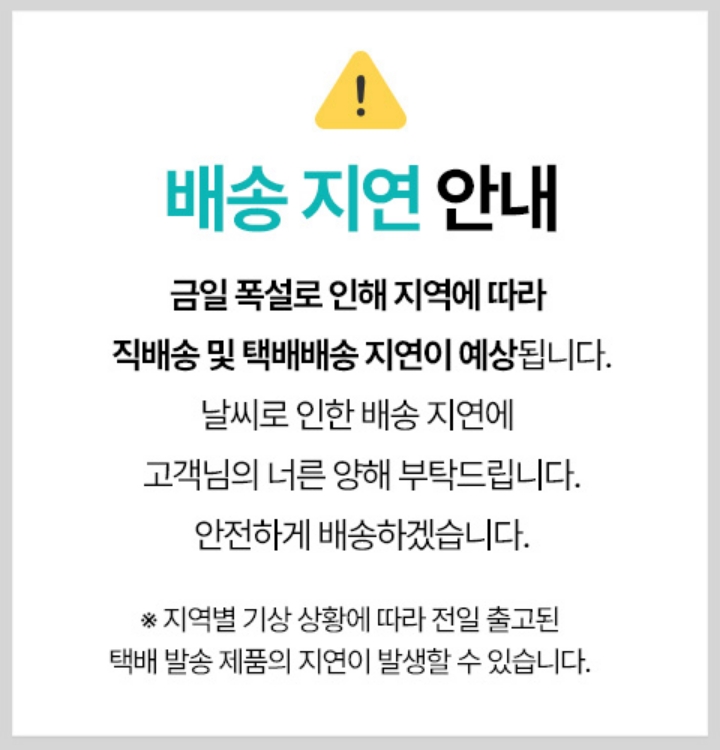 배송 지연 안내
금일 폭설로 인해 지역에 따라
직배송 및 택배배송 지연이 예상됩니다.
날씨로 인한 배송 지연에
고객님의 너른 양해 부탁드립니다.
안전하게 배송하겠습니다.
※ 지역별 기상 상황에 따라 전일 출고된
택배 발송 제품의 지연이 발생할 수 있습니다.